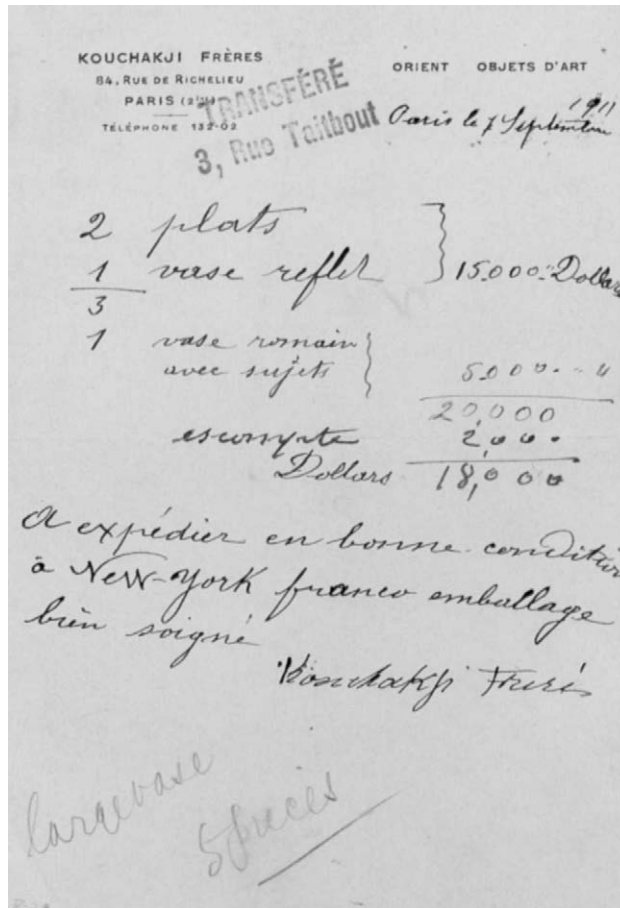 KOUCHAKJI FRÈRES
84, RUE DE RICHELIEU
PARIS (2
TÉLÉPHONE 132-02
ORIENT OBJETS D'ART
TRANSFÉRÉ
3, Rue Taitbout
1911
Paris le 7 Septembre
2 plats
1 vase reflet } 15.000 Dollars
3
1 vase romain
avec sujets } 5000 "
20,000
escompte 2,000
Dollars 18,000
A expédier en bonne condition
à New-York franco emballage
bien soigné
Kouchakji Freres
large vase
5 pieces